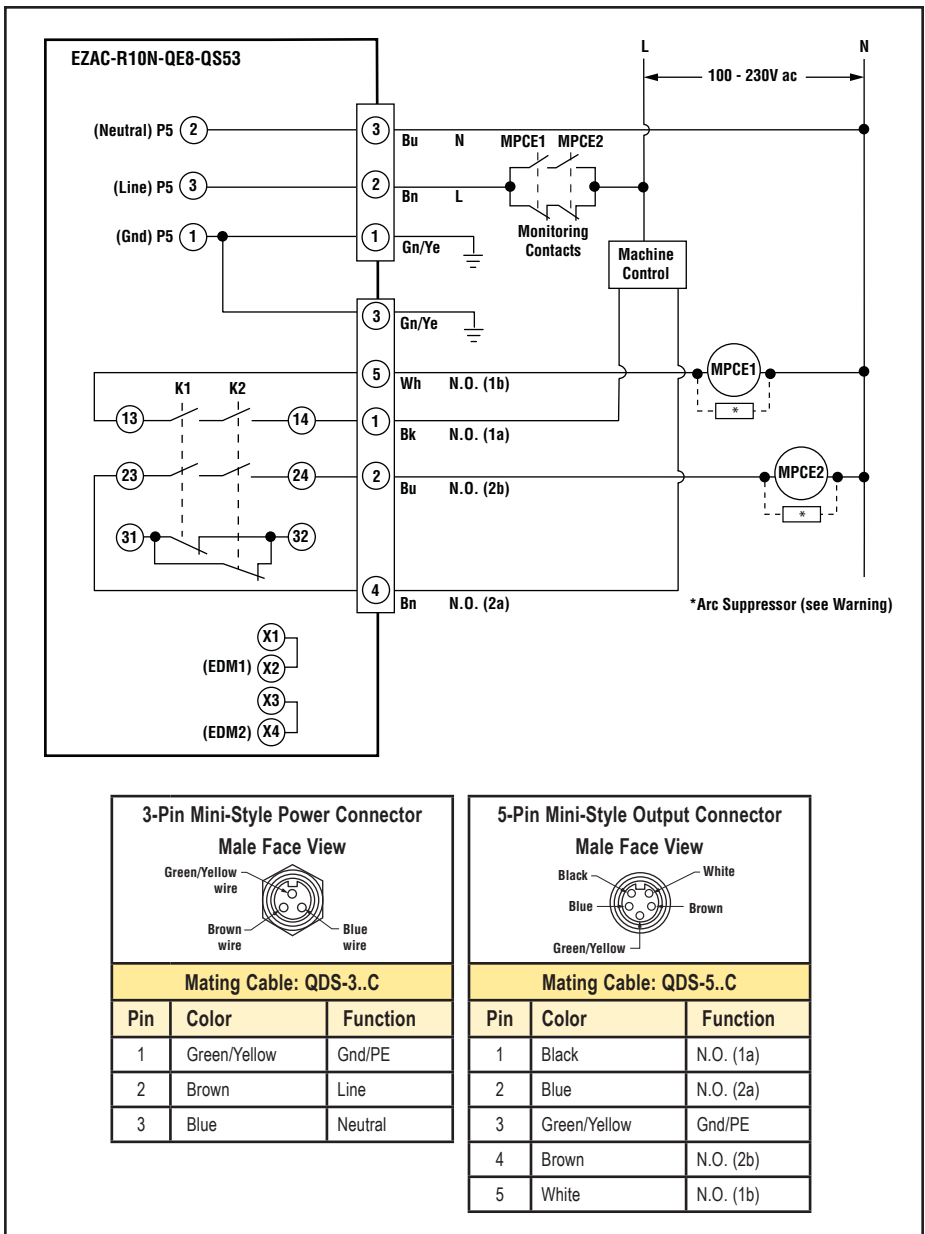 EZAC-R10N-QE8-QS53
L
N
100 - 230V ac
(Neutral) P5 2
3
Bu N
MPCE1 MPCE2
(Line) P5 3
2
Bn L
Monitoring
Contacts
(Gnd) P5 1
1
Gn/Ye
Machine
Control
3
Gn/Ye
5
Wh N.O. (1b)
MPCE1
*
K1 K2
13
14
1
Bk N.O. (1a)
23
24
2
Bu N.O. (2b)
MPCE2
*
31
32
4
Bn N.O. (2a)
*Arc Suppressor (see Warning)
X1
(EDM1) X2
X3
(EDM2) X4
3-Pin Mini-Style Power Connector
Male Face View
Green/Yellow
wire
Brown
wire
Blue
wire
Mating Cable: QDS-3..C
Pin Color Function
1 Green/Yellow Gnd/PE
2 Brown Line
3 Blue Neutral
5-Pin Mini-Style Output Connector
Male Face View
Black
White
Blue
Brown
Green/Yellow
Mating Cable: QDS-5..C
Pin Color Function
1 Black N.O. (1a)
2 Blue N.O. (2a)
3 Green/Yellow Gnd/PE
4 Brown N.O. (2b)
5 White N.O. (1b)